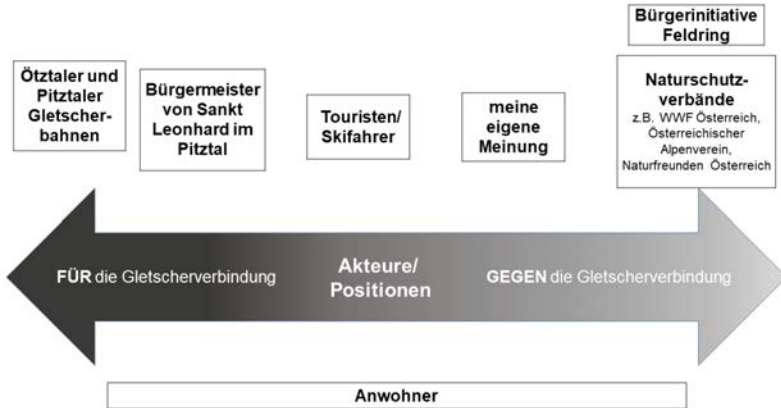 Bürgerinitiative
Feldring
Ötztaler und
Pitztaler
Gletscher-
bahnen
Bürgermeister
von Sankt
Leonhard im
Pitztal
Touristen/
Skifahrer
meine
eigene
Meinung
Naturschutz-
verbände
z.B. WWF Österreich,
Österreichischer
Alpenverein,
Naturfreunden Österreich
FÜR die Gletscherverbindung
Akteure/
Positionen
GEGEN die Gletscherverbindung
Anwohner